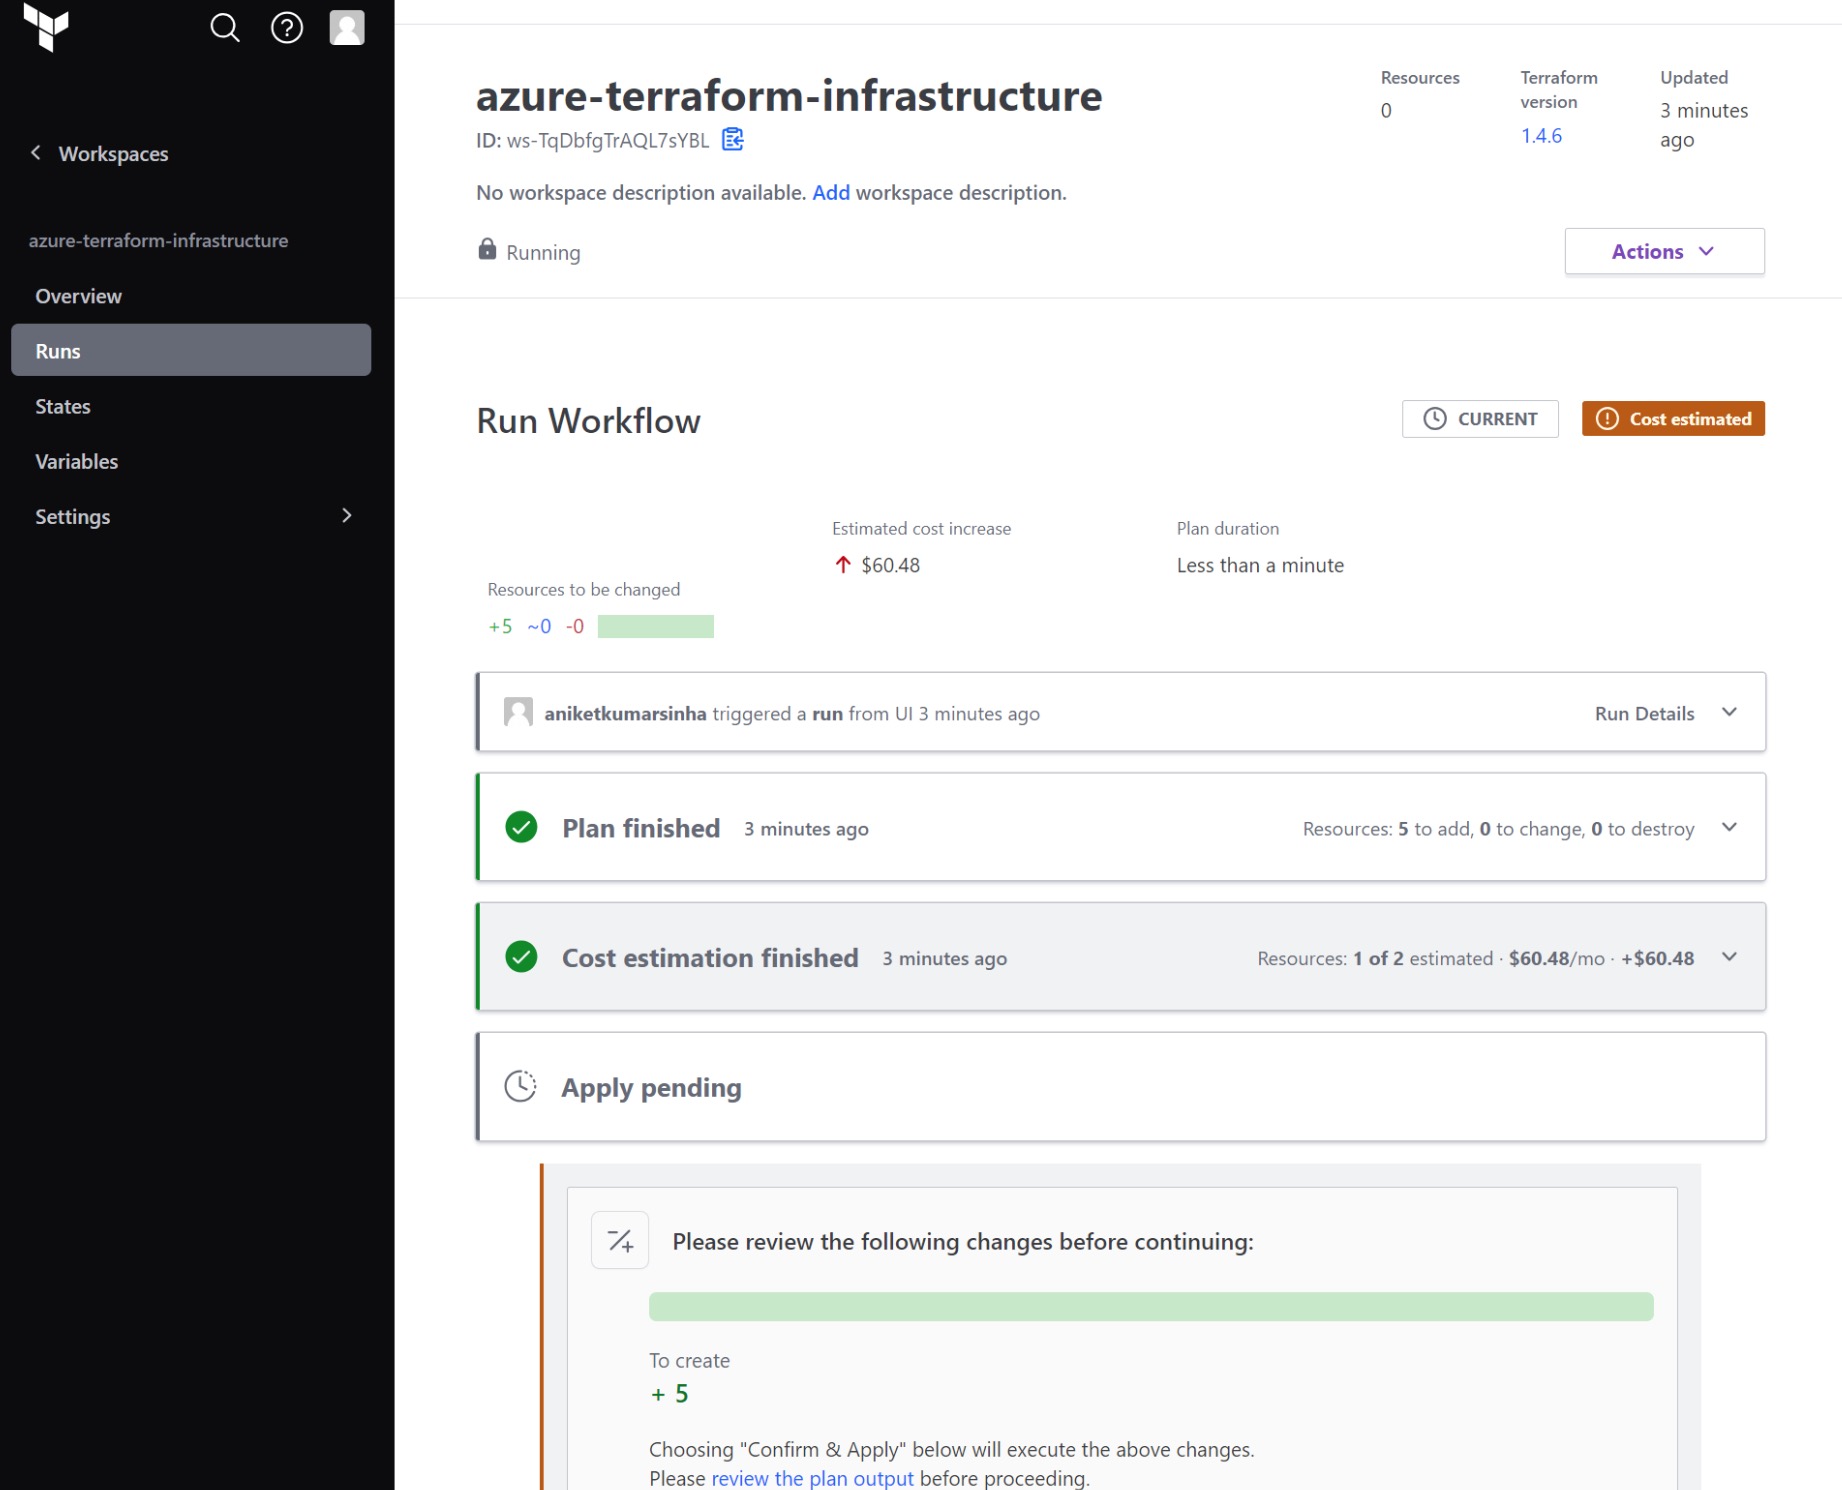 Workspaces
azure-terraform-infrastructure
Overview
Runs
States
Variables
Settings
azure-terraform-infrastructure
ID: ws-TqDbfgTrAQL7sYBL
No workspace description available. Add workspace description.
Running
Resources
0
Terraform
version
1.4.6
Updated
3 minutes
ago
Actions
Run Workflow
CURRENT
Cost estimated
Resources to be changed
+5 ~0 -0
Estimated cost increase
$60.48
Plan duration
Less than a minute
aniketkumarsinha triggered a run from UI 3 minutes ago
Run Details
Plan finished 3 minutes ago
Resources: 5 to add, 0 to change, 0 to destroy
Cost estimation finished 3 minutes ago
Resources: 1 of 2 estimated · $60.48/mo · +$60.48
Apply pending
Please review the following changes before continuing:
To create
+ 5
Choosing "Confirm & Apply" below will execute the above changes.
Please review the plan output before proceeding.